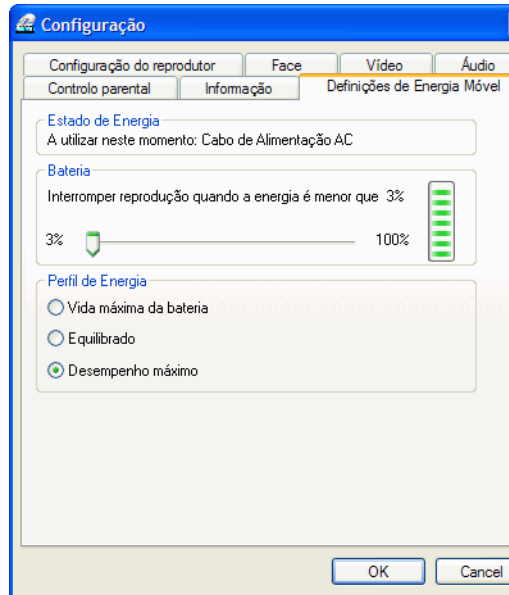 Configuração
Configuração do reprodutor Face Vídeo Áudio
Controlo parental Informação Definições de Energia Móvel
Estado de Energia
A utilizar neste momento: Cabo de Alimentação AC
Bateria
Interromper reprodução quando a energia é menor que 3%
3% 100%
Perfil de Energia
Vida máxima da bateria
Equilibrado
Desempenho máximo
OK Cancel